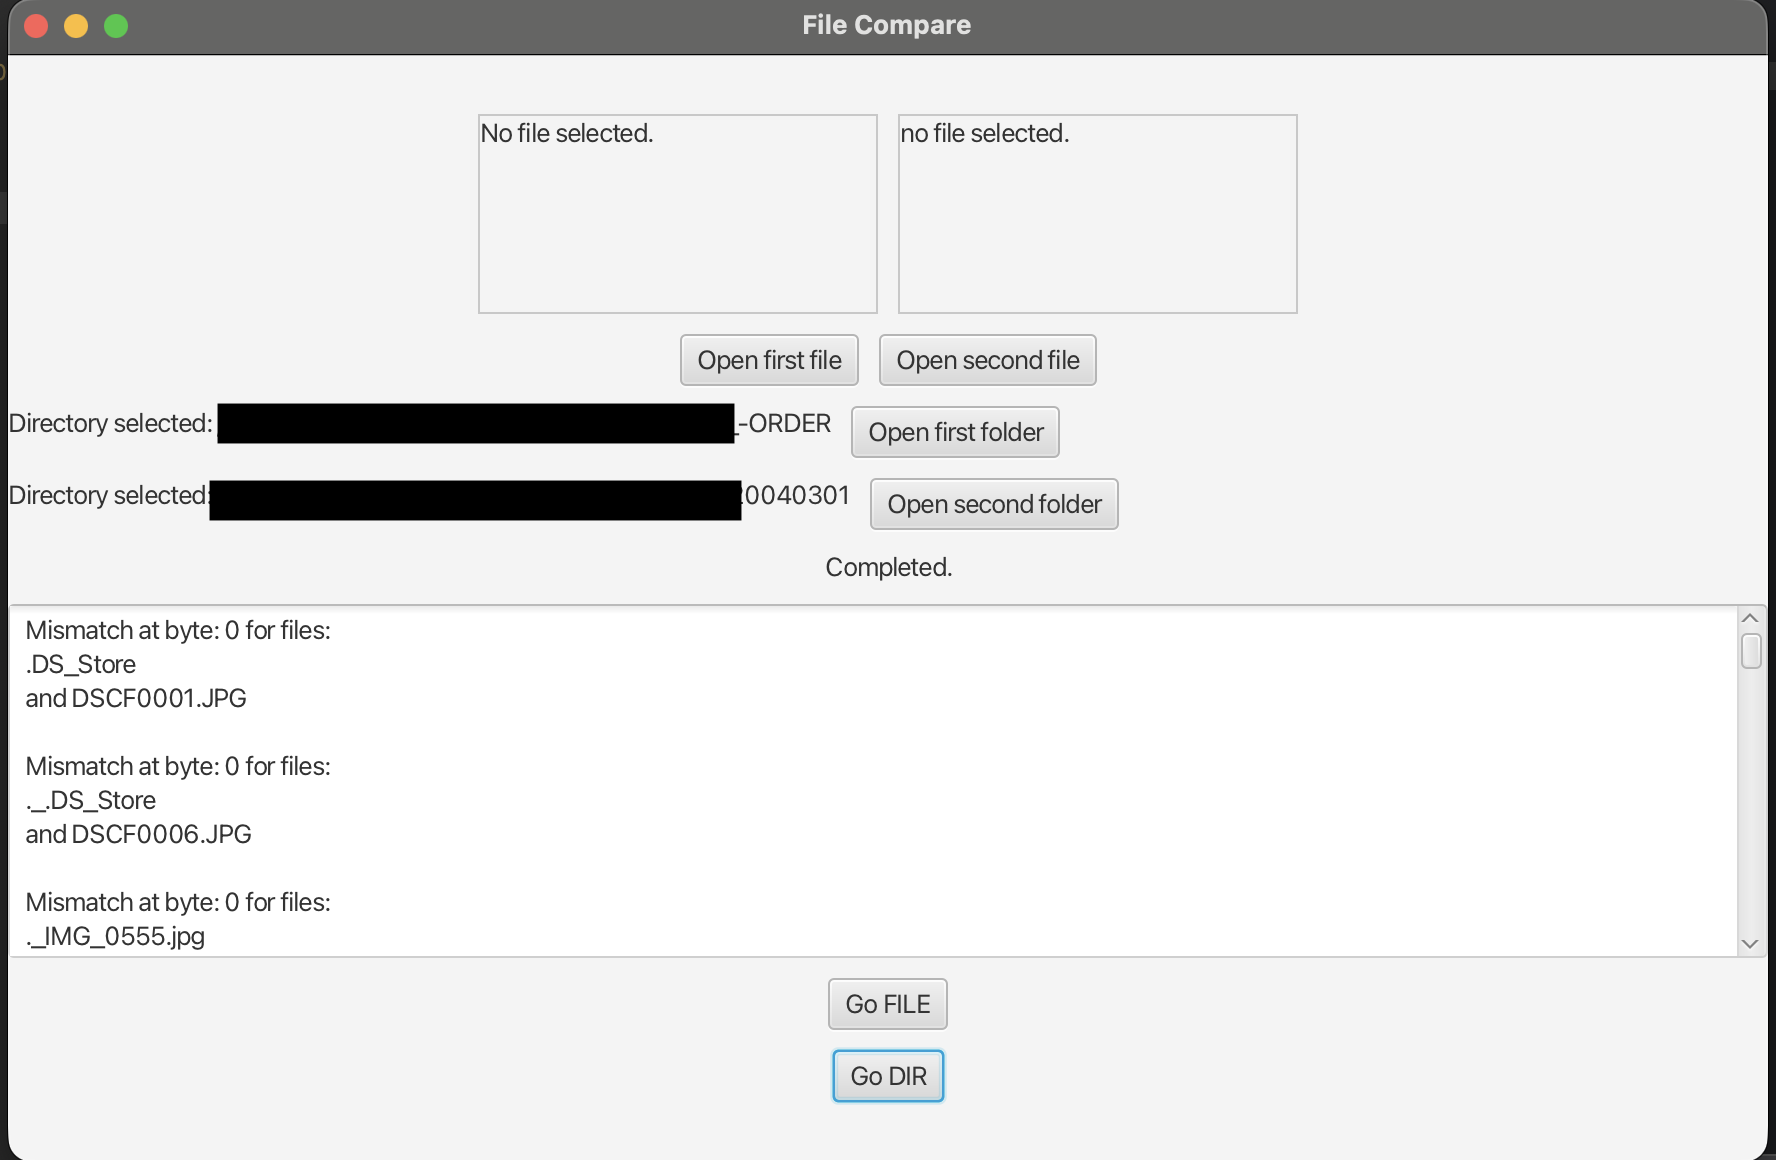 File Compare
No file selected.
no file selected.
Open first file
Open second file
Directory selected: -ORDER
Open first folder
Directory selected: 0040301
Open second folder
Completed.
Mismatch at byte: 0 for files:
.DS_Store
and DSCF0001.JPG
Mismatch at byte: 0 for files:
._.DS_Store
and DSCF0006.JPG
Mismatch at byte: 0 for files:
._IMG_0555.jpg
Go FILE
Go DIR